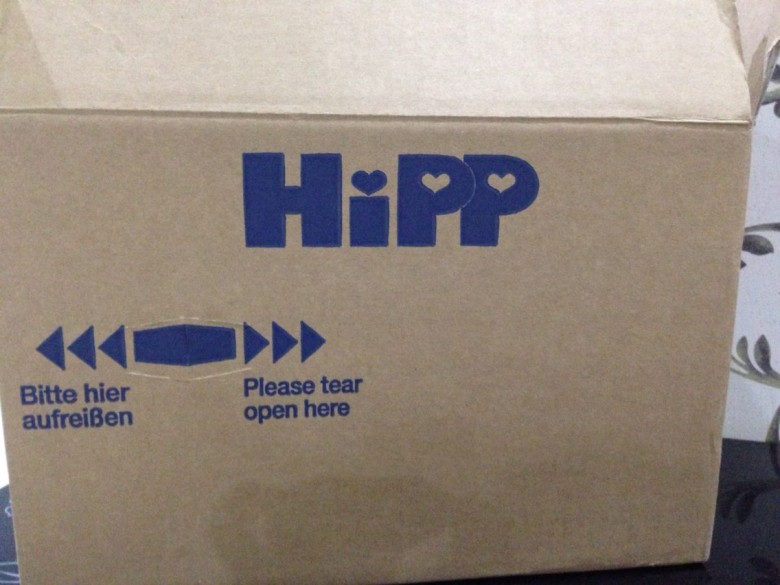 HiPP
Bitte hier
aufreißen
Please tear
open here